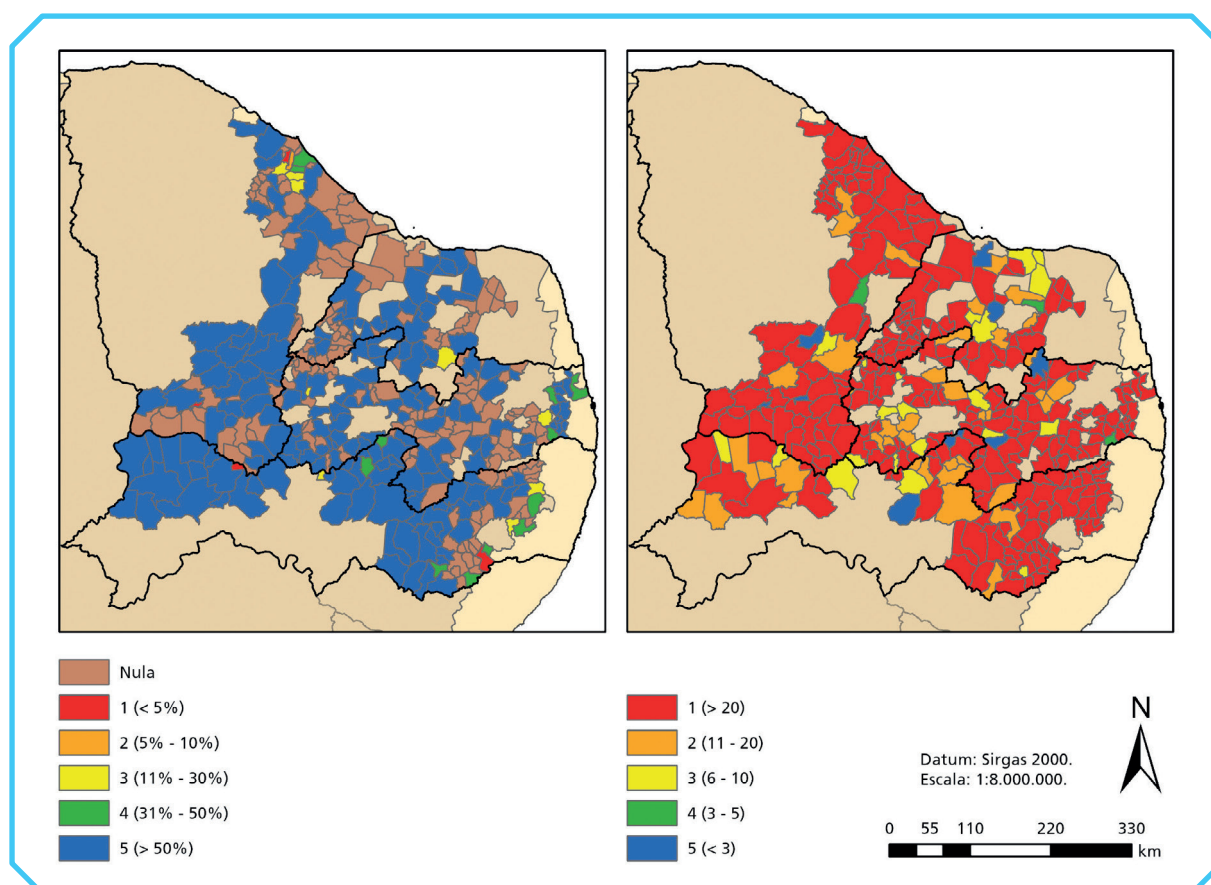 Nula
1 (< 5%)
2 (5% - 10%)
3 (11% - 30%)
4 (31% - 50%)
5 (> 50%)
1 (> 20)
2 (11 - 20)
3 (6 - 10)
4 (3 - 5)
5 (< 3)
Datum: Sirgas 2000.
Escala: 1:8.000.000.
N
0 55 110 220 330
km